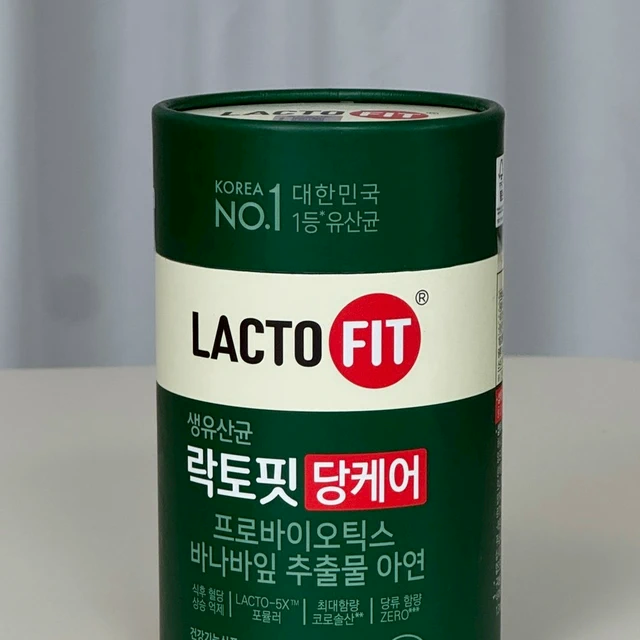 LACTO FIT
KOREA
NO.1
대한민국
1등*유산균
LACTO FIT®
생유산균
락토핏 당케어
프로바이오틱스
바나바잎 추출물 아연
식후 혈당
상승 억제
LACTO-5X™
포뮬러
최대함량
코로솔산**
당류 함량
ZERO***